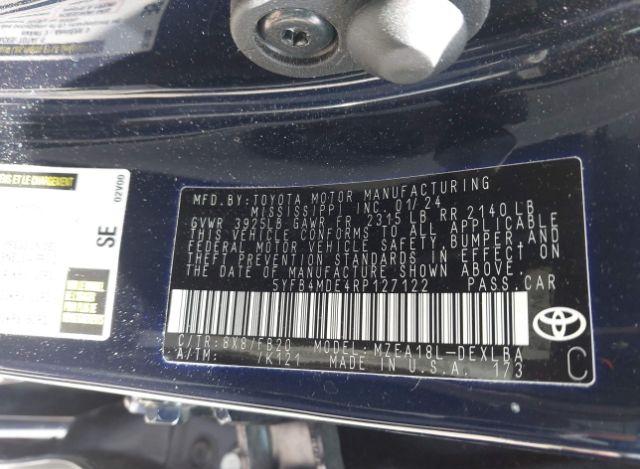 MFD. BY: TOYOTA MOTOR MANUFACTURING
MISSISSIPPI, INC. 01/24
GVWR 3925LB GAWR FR 2315 LB RR 2140 LB
THIS VEHICLE CONFORMS TO ALL APPLICABLE
FEDERAL MOTOR VEHICLE SAFETY, BUMPER, AND
THEFT PREVENTION STANDARDS IN EFFECT ON
THE DATE OF MANUFACTURE SHOWN ABOVE.
5YFB4MDE4RP127122 PASS. CAR
C/TR: 8X8/FB20 MODEL: MZEA18L-DEXLBA
A/TM: /K121 MADE IN U.S.A. 173
C
SE
02V00